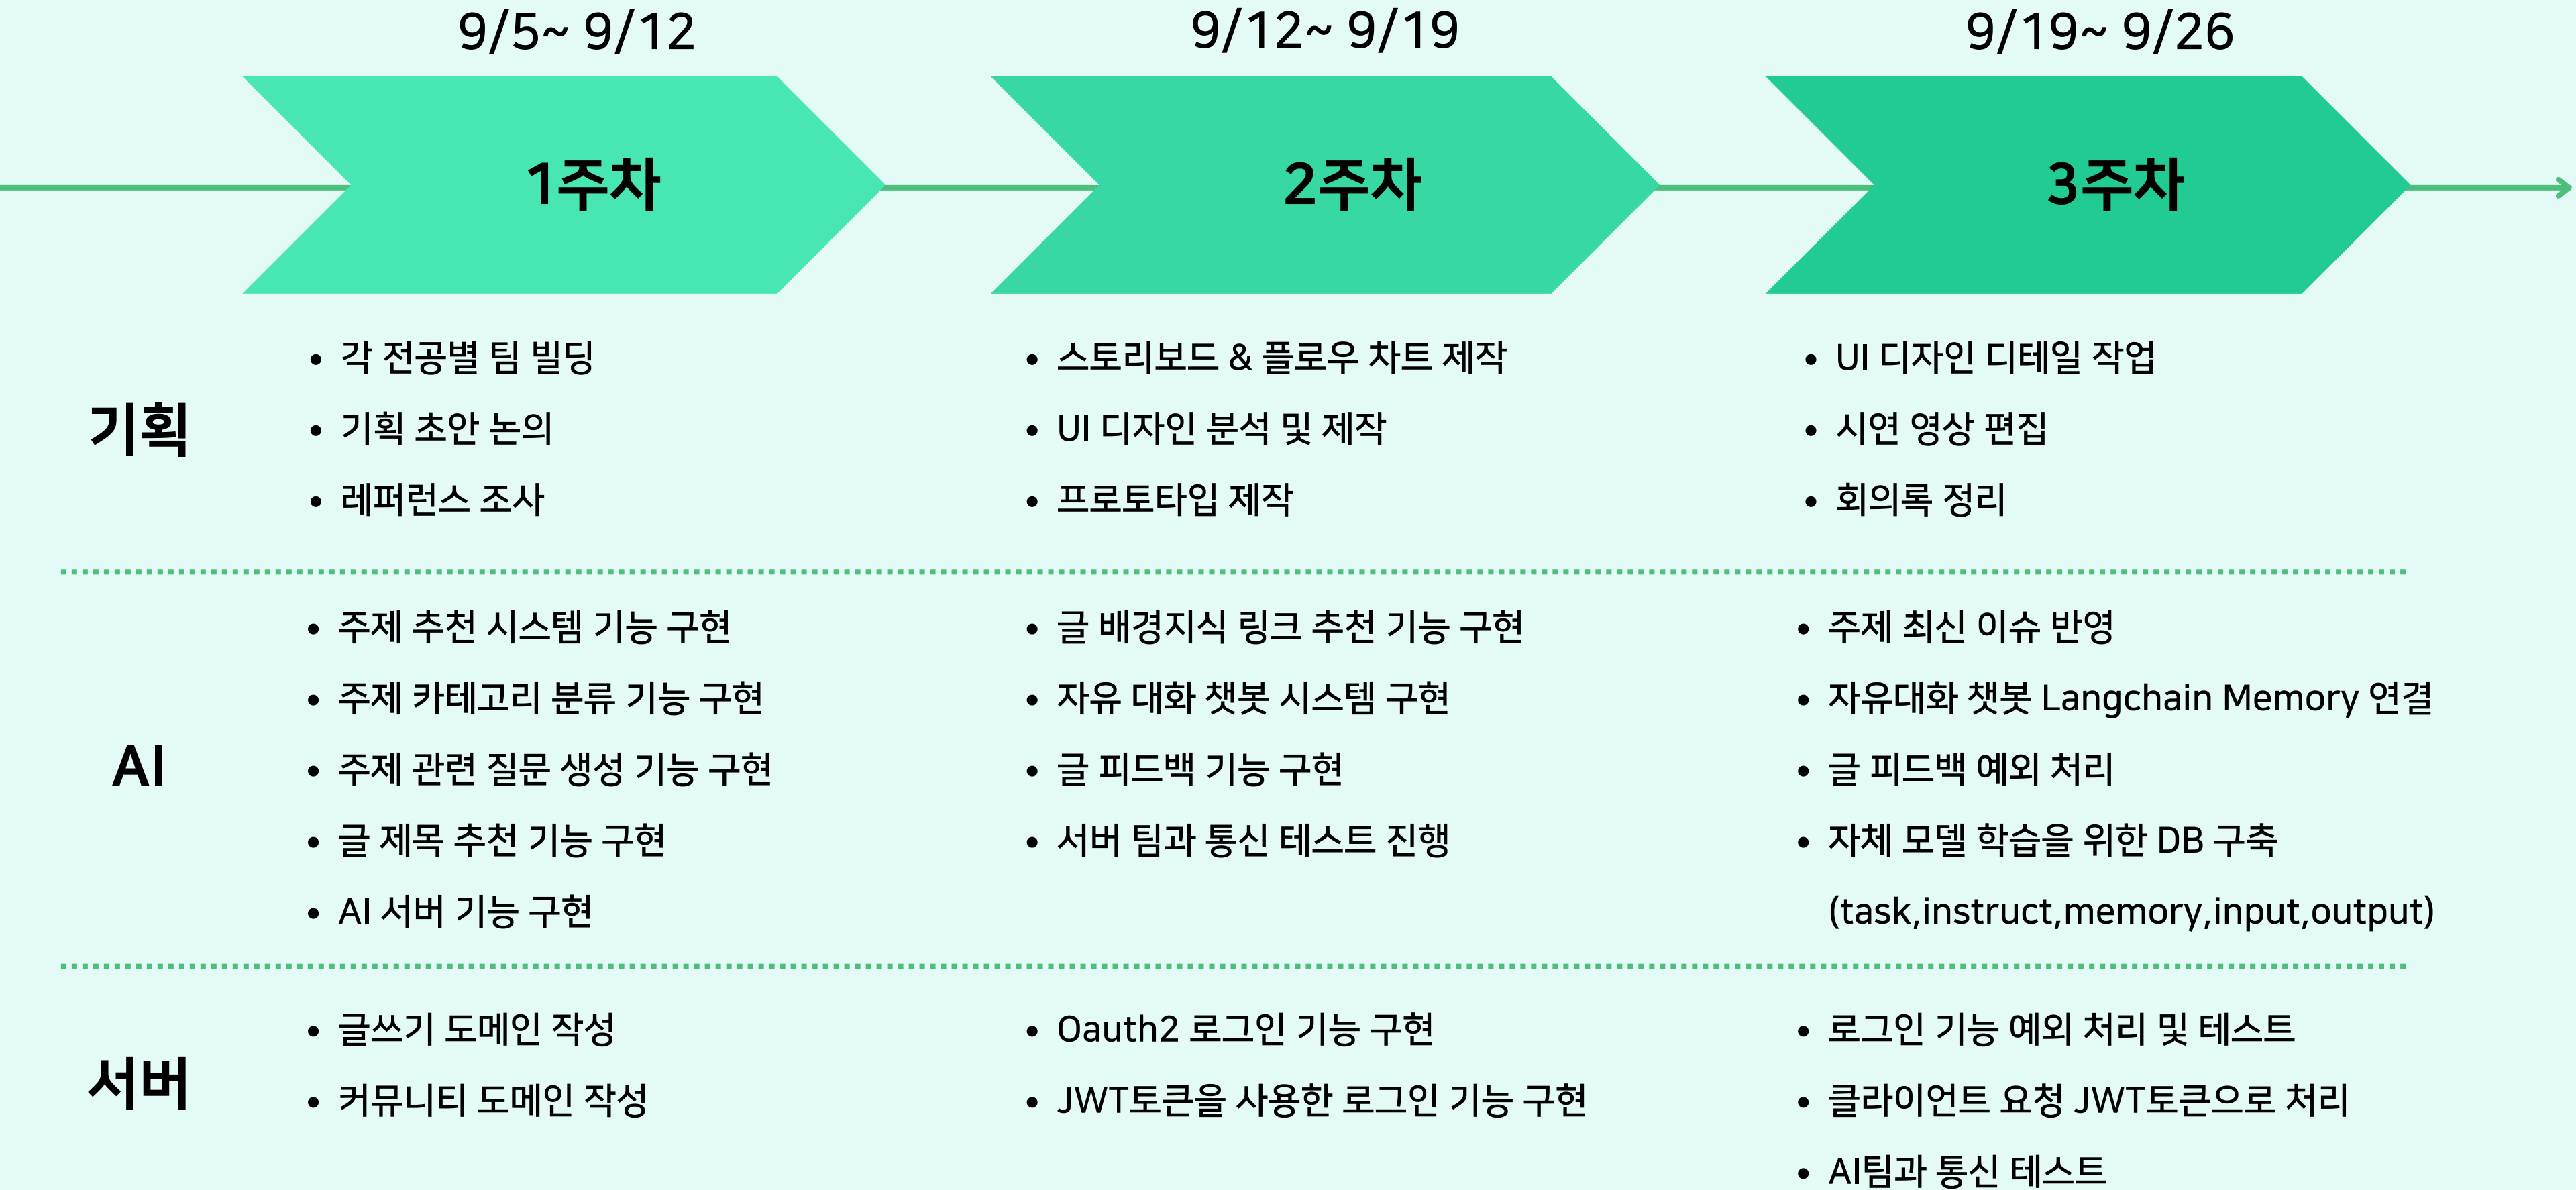 9/5~ 9/12
9/12~ 9/19
9/19~ 9/26
1주차
2주차
3주차
기획
• 각 전공별 팀 빌딩
• 기획 초안 논의
• 레퍼런스 조사
• 스토리보드 & 플로우 차트 제작
• UI 디자인 분석 및 제작
• 프로토타입 제작
• UI 디자인 디테일 작업
• 시연 영상 편집
• 회의록 정리
AI
• 주제 추천 시스템 기능 구현
• 주제 카테고리 분류 기능 구현
• 주제 관련 질문 생성 기능 구현
• 글 제목 추천 기능 구현
• AI 서버 기능 구현
• 글 배경지식 링크 추천 기능 구현
• 자유 대화 챗봇 시스템 구현
• 글 피드백 기능 구현
• 서버 팀과 통신 테스트 진행
• 주제 최신 이슈 반영
• 자유대화 챗봇 Langchain Memory 연결
• 글 피드백 예외 처리
• 자체 모델 학습을 위한 DB 구축
(task,instruct,memory,input,output)
서버
• 글쓰기 도메인 작성
• 커뮤니티 도메인 작성
• Oauth2 로그인 기능 구현
• JWT토큰을 사용한 로그인 기능 구현
• 로그인 기능 예외 처리 및 테스트
• 클라이언트 요청 JWT토큰으로 처리
• AI팀과 통신 테스트